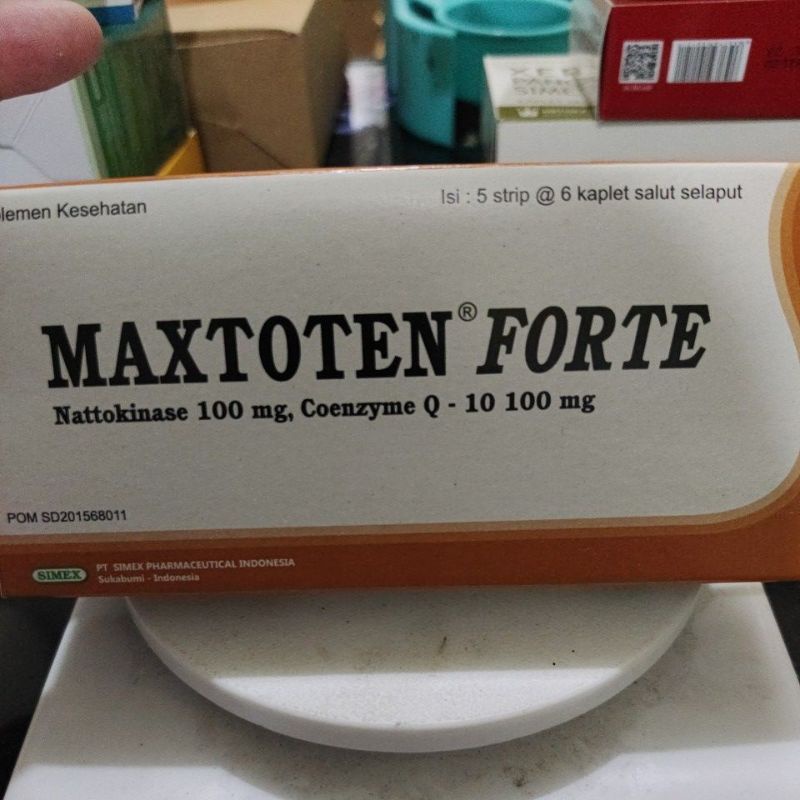 lemen Kesehatan
Isi : 5 strip @ 6 kaplet salut selaput
MAXTOTEN® FORTE
Nattokinase 100 mg, Coenzyme Q - 10 100 mg
POM SD201568011
SIMEX
PT SIMEX PHARMACEUTICAL INDONESIA
Sukabumi - Indonesia